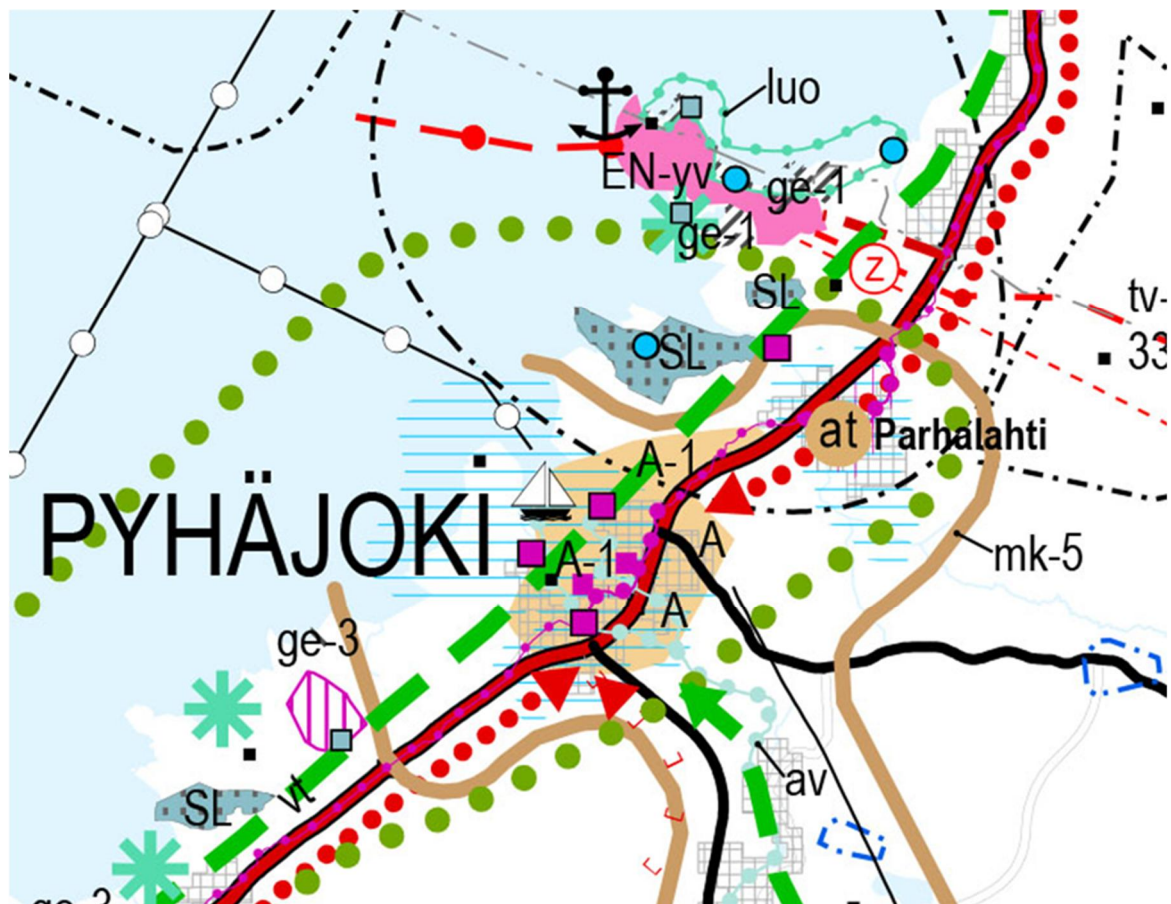 luo
EN-yv
ge-1
ge-1
Z
SL
tv-
33
SL
at
Parhalahti
A-1
PYHÄJOKI
A
A-1
mk-5
A
ge-3
av
vt
SL